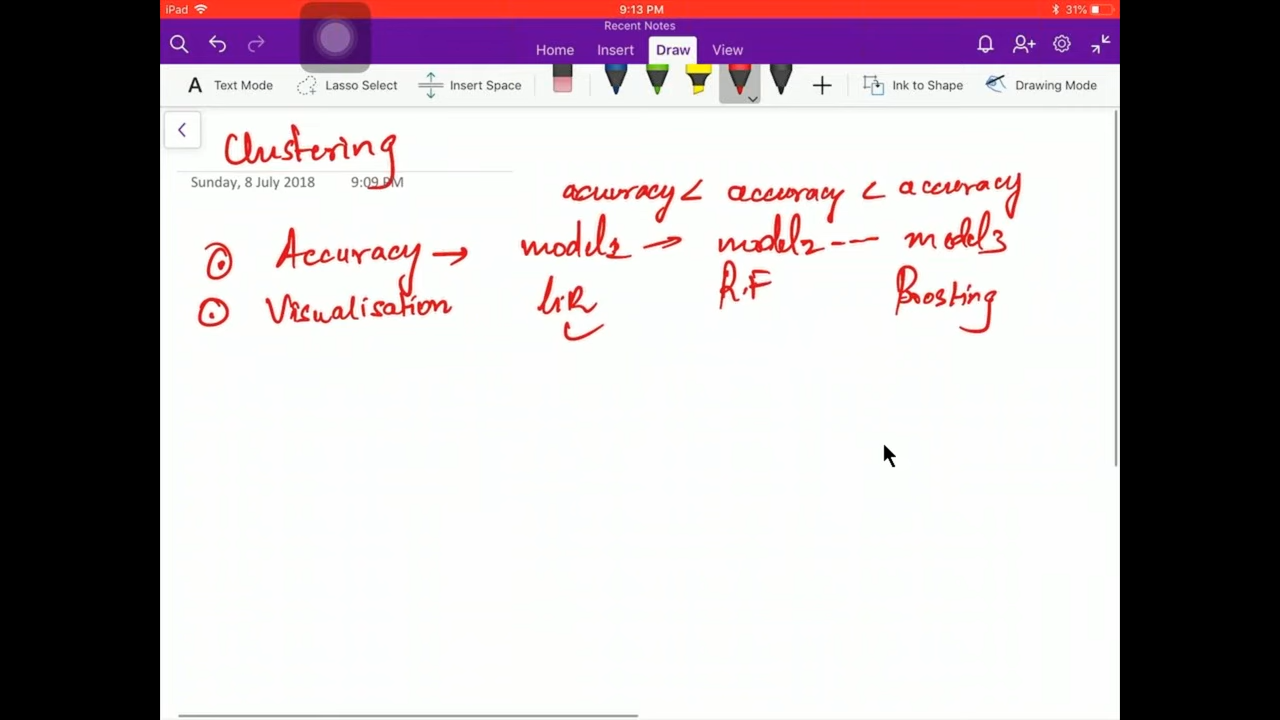 iPad 9:13 PM 31%
Recent Notes
Home Insert Draw View
A Text Mode Lasso Select Insert Space Ink to Shape Drawing Mode
Clustering
Sunday, 8 July 2018 9:09 PM
accuracy < accuracy < accuracy
Accuracy → model1 → model2 --- model3
Visualisation LR R.F Boosting